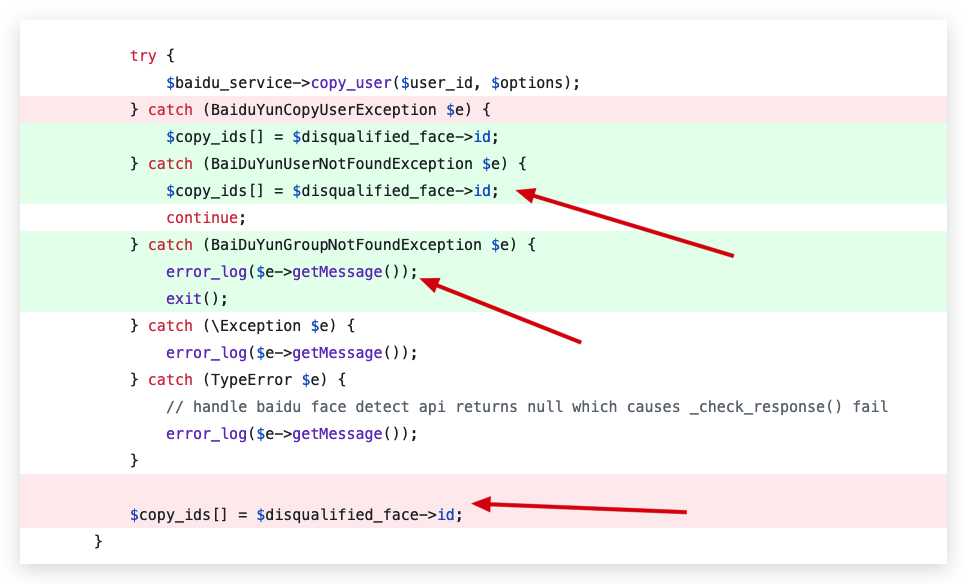 try {
$baidu_service->copy_user($user_id, $options);
} catch (BaiduYunCopyUserException $e) {
$copy_ids[] = $disqualified_face->id;
} catch (BaiDuYunUserNotFoundException $e) {
$copy_ids[] = $disqualified_face->id;
continue;
} catch (BaiDuYunGroupNotFoundException $e) {
error_log($e->getMessage());
exit();
} catch (\Exception $e) {
error_log($e->getMessage());
} catch (TypeError $e) {
// handle baidu face detect api returns null which causes _check_response() fail
error_log($e->getMessage());
}
$copy_ids[] = $disqualified_face->id;
}